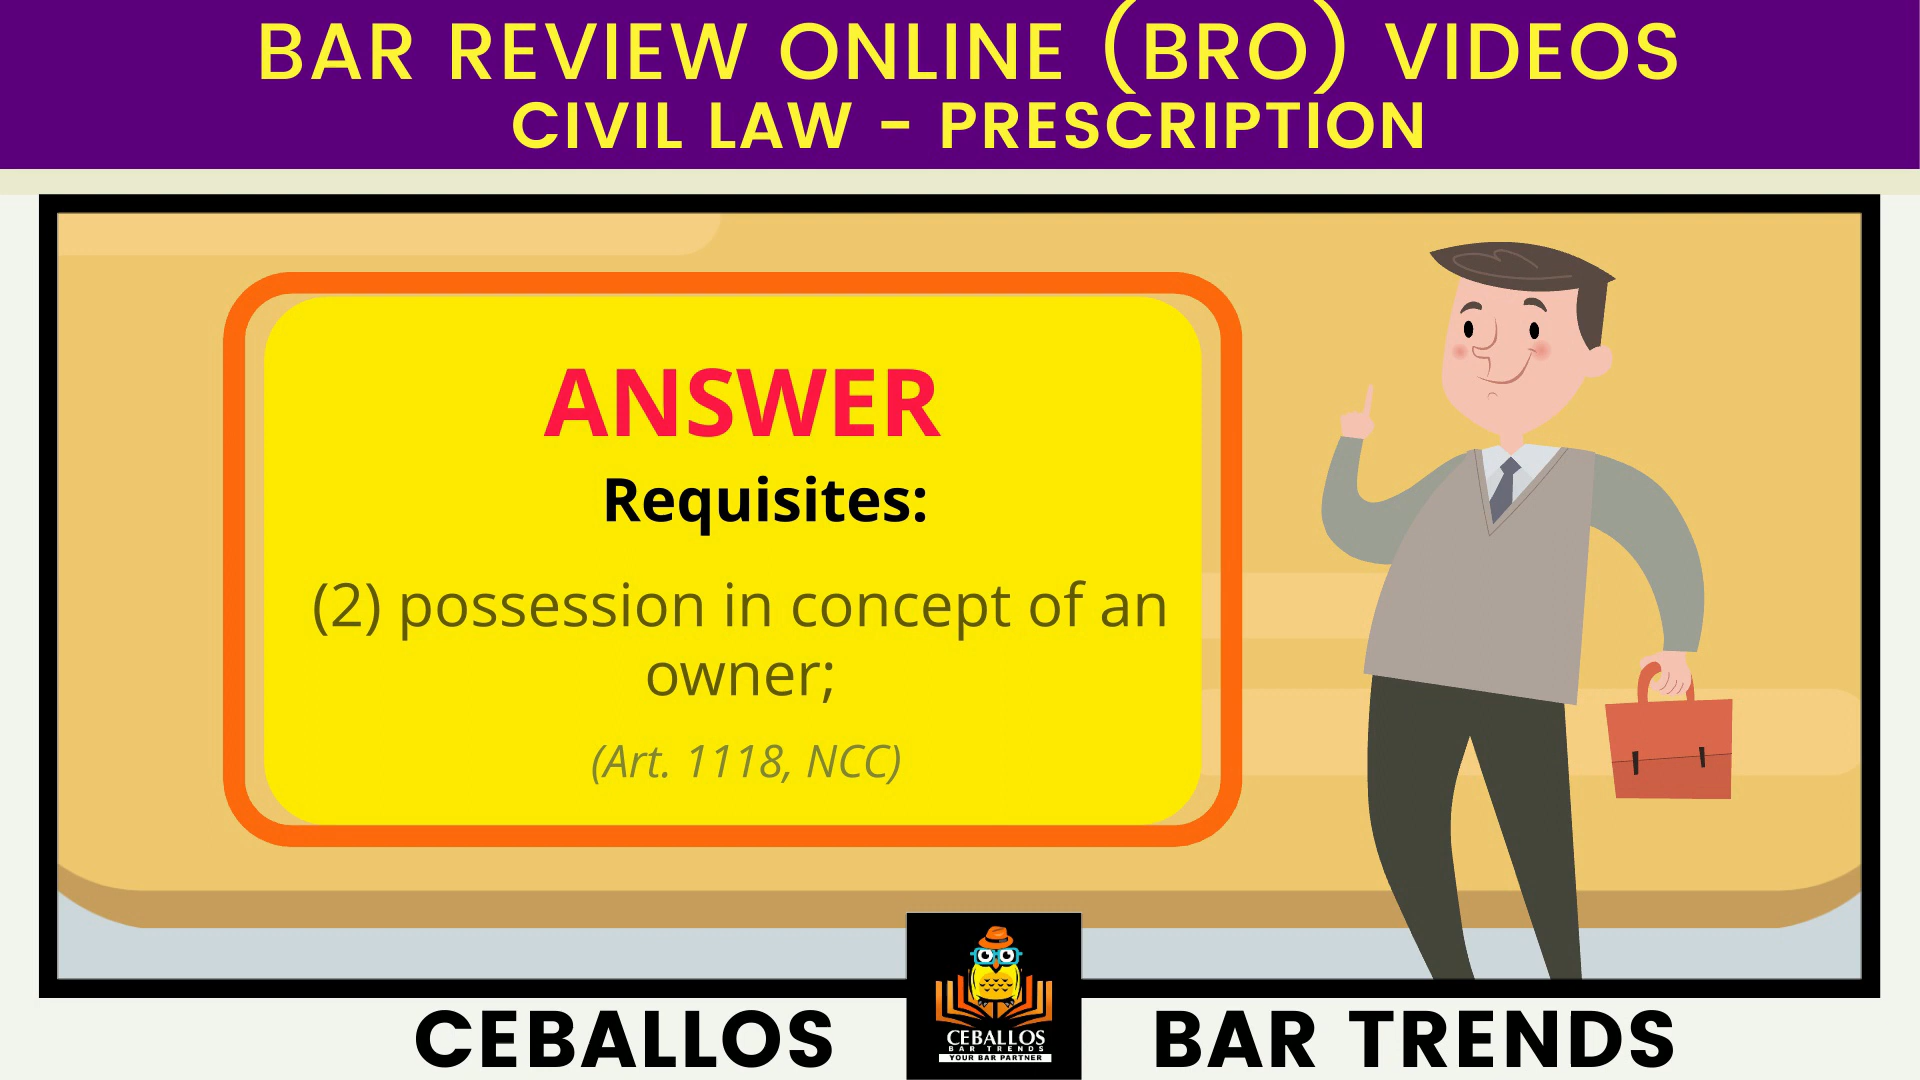 BAR REVIEW ONLINE (BRO) VIDEOS
CIVIL LAW - PRESCRIPTION
ANSWER
Requisites:
(2) possession in concept of an
owner;
(Art. 1118, NCC)
CEBALLOS
BAR TRENDS
YOUR BAR PARTNER
CEBALLOS BAR TRENDS